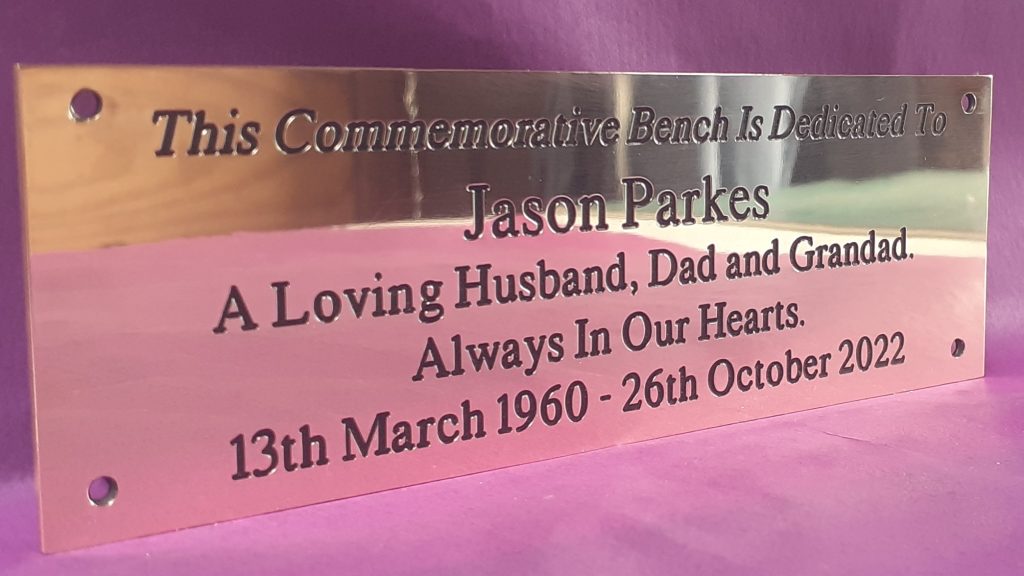 This Commemorative Bench Is Dedicated To
Jason Parkes
A Loving Husband, Dad and Grandad.
Always In Our Hearts.
13th March 1960 - 26th October 2022